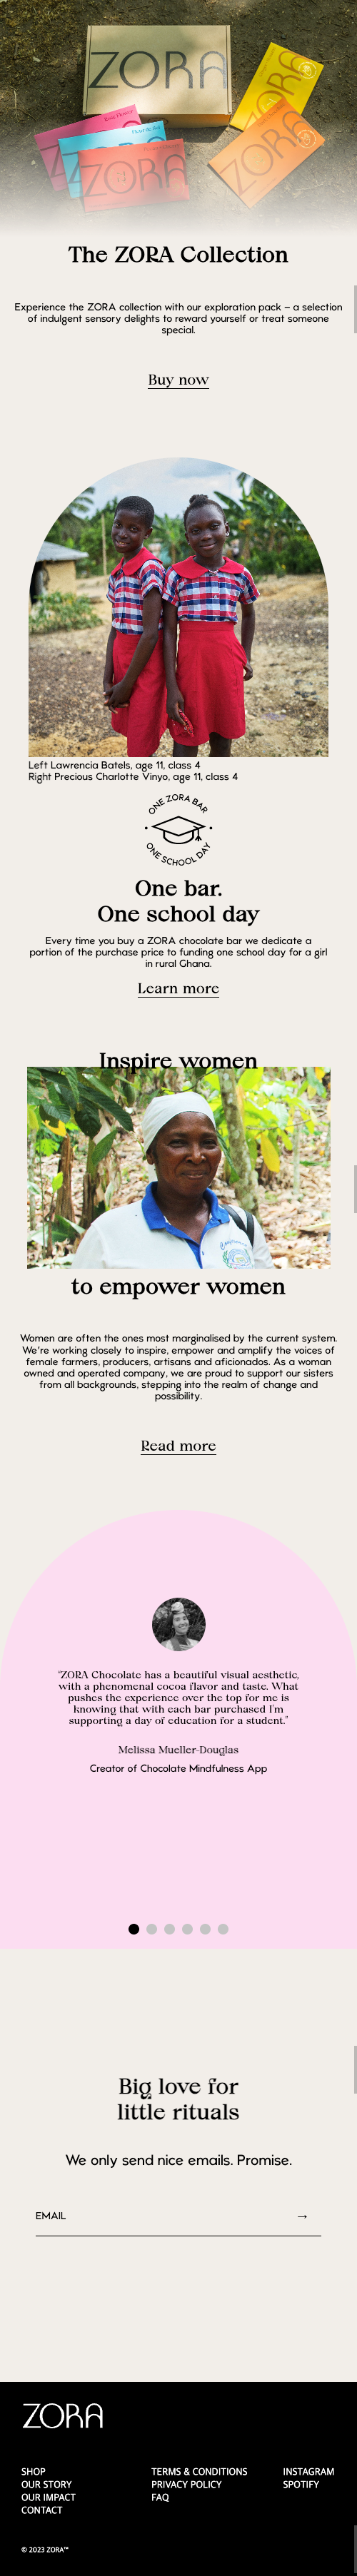 ZORA
ZORA
ZORA
ZORA
The ZORA Collection
Experience the ZORA collection with our exploration pack – a selection
of indulgent sensory delights to reward yourself or treat someone
special.
Buy now
Left Lawrencia Batels, age 11, class 4
Right Precious Charlotte Vinyo, age 11, class 4
ONE ZORA BAR
ONE SCHOOL DAY
One bar.
One school day
Every time you buy a ZORA chocolate bar we dedicate a
portion of the purchase price to funding one school day for a girl
in rural Ghana.
Learn more
Inspire women
to empower women
Women are often the ones most marginalised by the current system.
We're working closely to inspire, empower and amplify the voices of
female farmers, producers, artisans and aficionados. As a woman
owned and operated company, we are proud to support our sisters
from all backgrounds, stepping into the realm of change and
possibility.
Read more
"ZORA Chocolate has a beautiful visual aesthetic,
with a phenomenal cocoa flavor and taste. What
pushes the experience over the top for me is
knowing that with each bar purchased I'm
supporting a day of education for a student."
Melissa Mueller-Douglas
Creator of Chocolate Mindfulness App
Big love for
little rituals
We only send nice emails. Promise.
EMAIL →
ZORA
SHOP TERMS & CONDITIONS INSTAGRAM
OUR STORY PRIVACY POLICY SPOTIFY
OUR IMPACT FAQ
CONTACT
© 2023 ZORA™